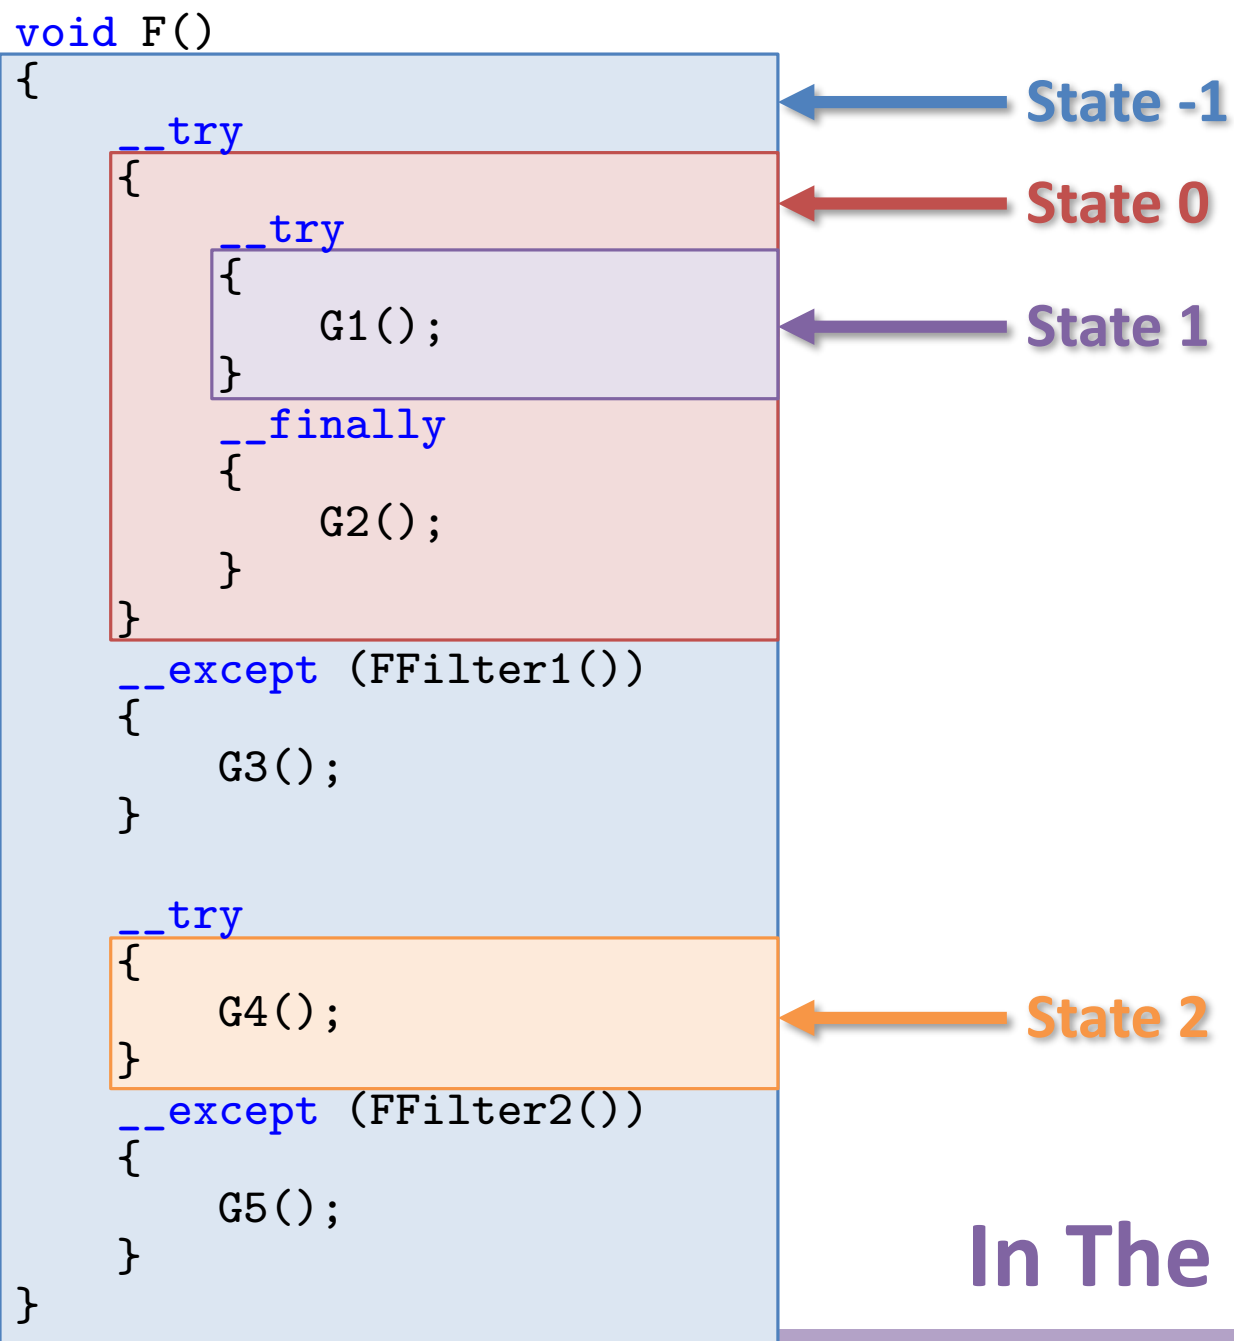 void F()
{
State -1
__try
{
State 0
__try
{
G1();
State 1
}
__finally
{
G2();
}
}
__except (FFilter1())
{
G3();
}
__try
{
G4();
State 2
}
__except (FFilter2())
{
G5();
}
In The
}